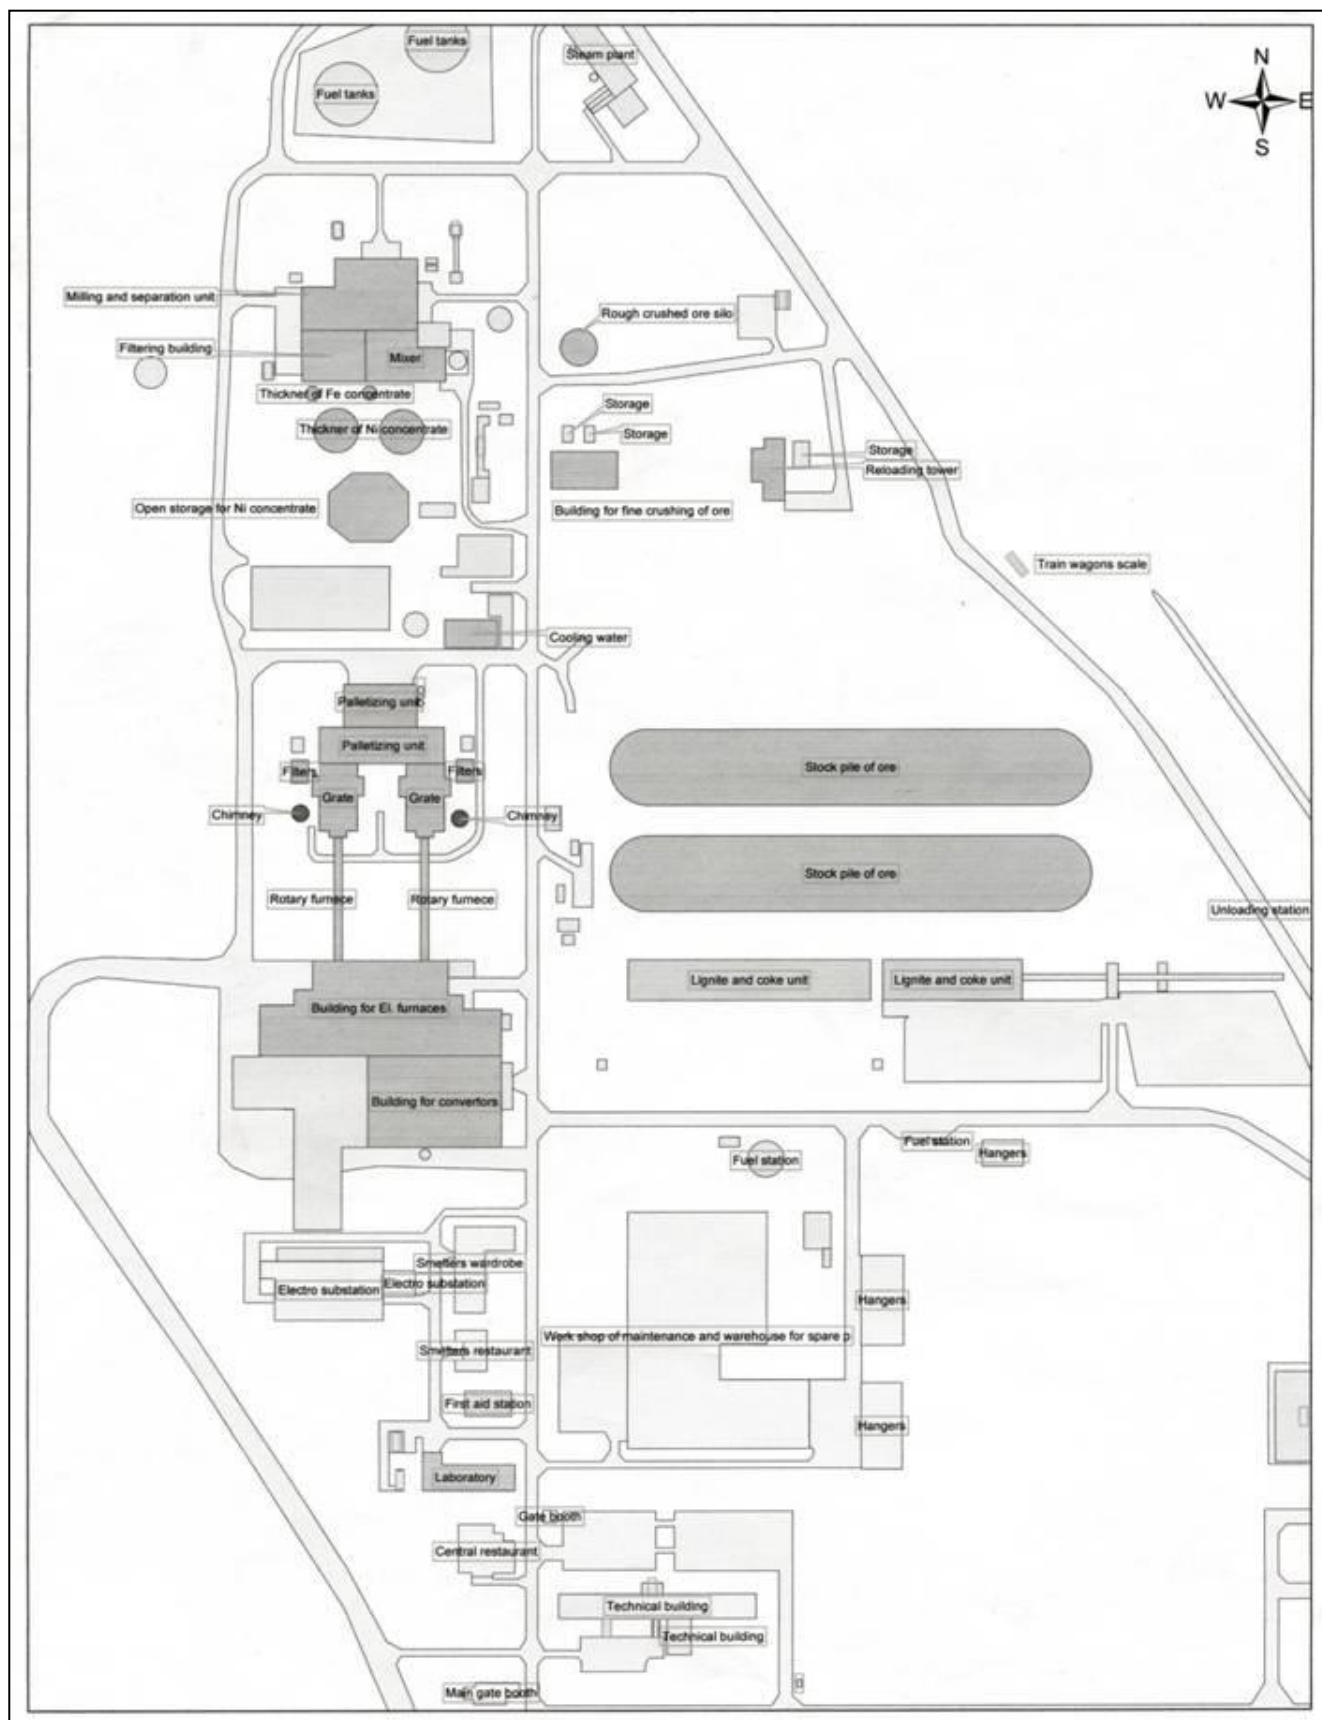 Fuel tanks
Steam plant
N
Fuel tanks
W
E
S
Milling and separation unit
Rough crushed ore silo
Filtering building
Mixer
Thickner of Fe concentrate
Storage
Thickner of Ni concentrate
Storage
Storage
Reloading tower
Open storage for Ni concentrate
Building for fine crushing of ore
Train wagons scale
Cooling water
Palletizing unit
Palletizing unit
Stock pile of ore
Filters
Filters
Grate
Grate
Chimney
Chimney
Stock pile of ore
Rotary furnece
Rotary furnece
Unloading station
Lignite and coke unit
Lignite and coke unit
Building for El. furnaces
Building for convertors
Fuel station
Fuel station
Hangers
Smelters wardrobe
Electro substation
Electro substation
Hangers
Work shop of maintenance and warehouse for spare p
Smelters restaurant
First aid station
Hangers
Laboratory
Gate booth
Central restaurant
Technical building
Technical building
Main gate booth